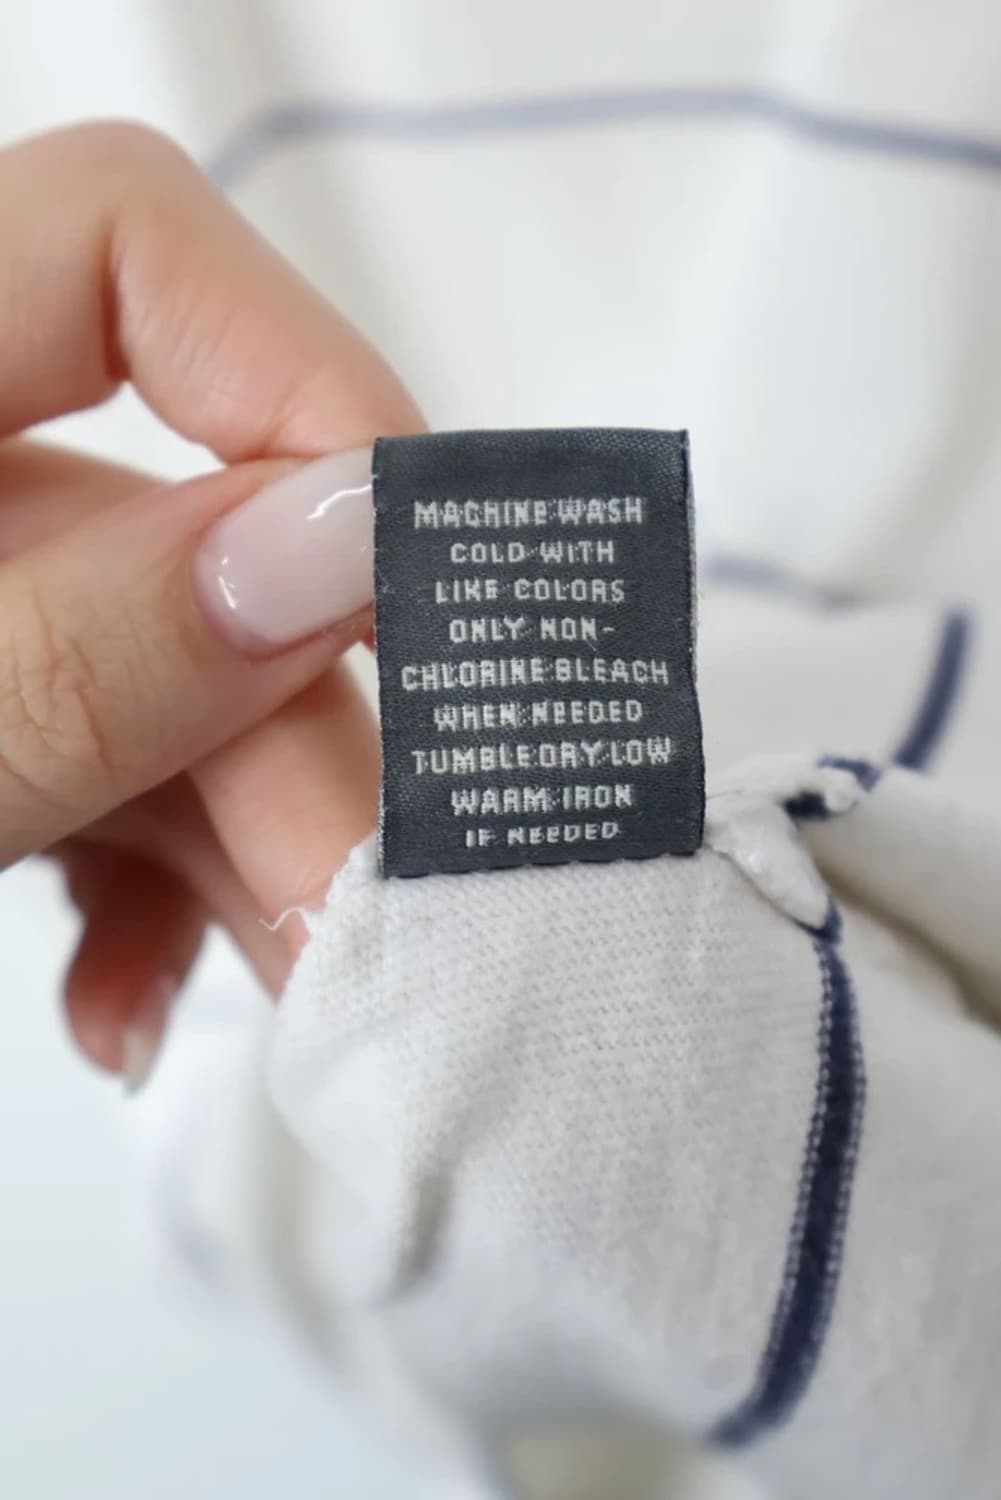 MACHINE WASH
COLD WITH
LIKE COLORS
ONLY NON-
CHLORINE BLEACH
WHEN NEEDED
TUMBLE DRY LOW
WARM IRON
IF NEEDED